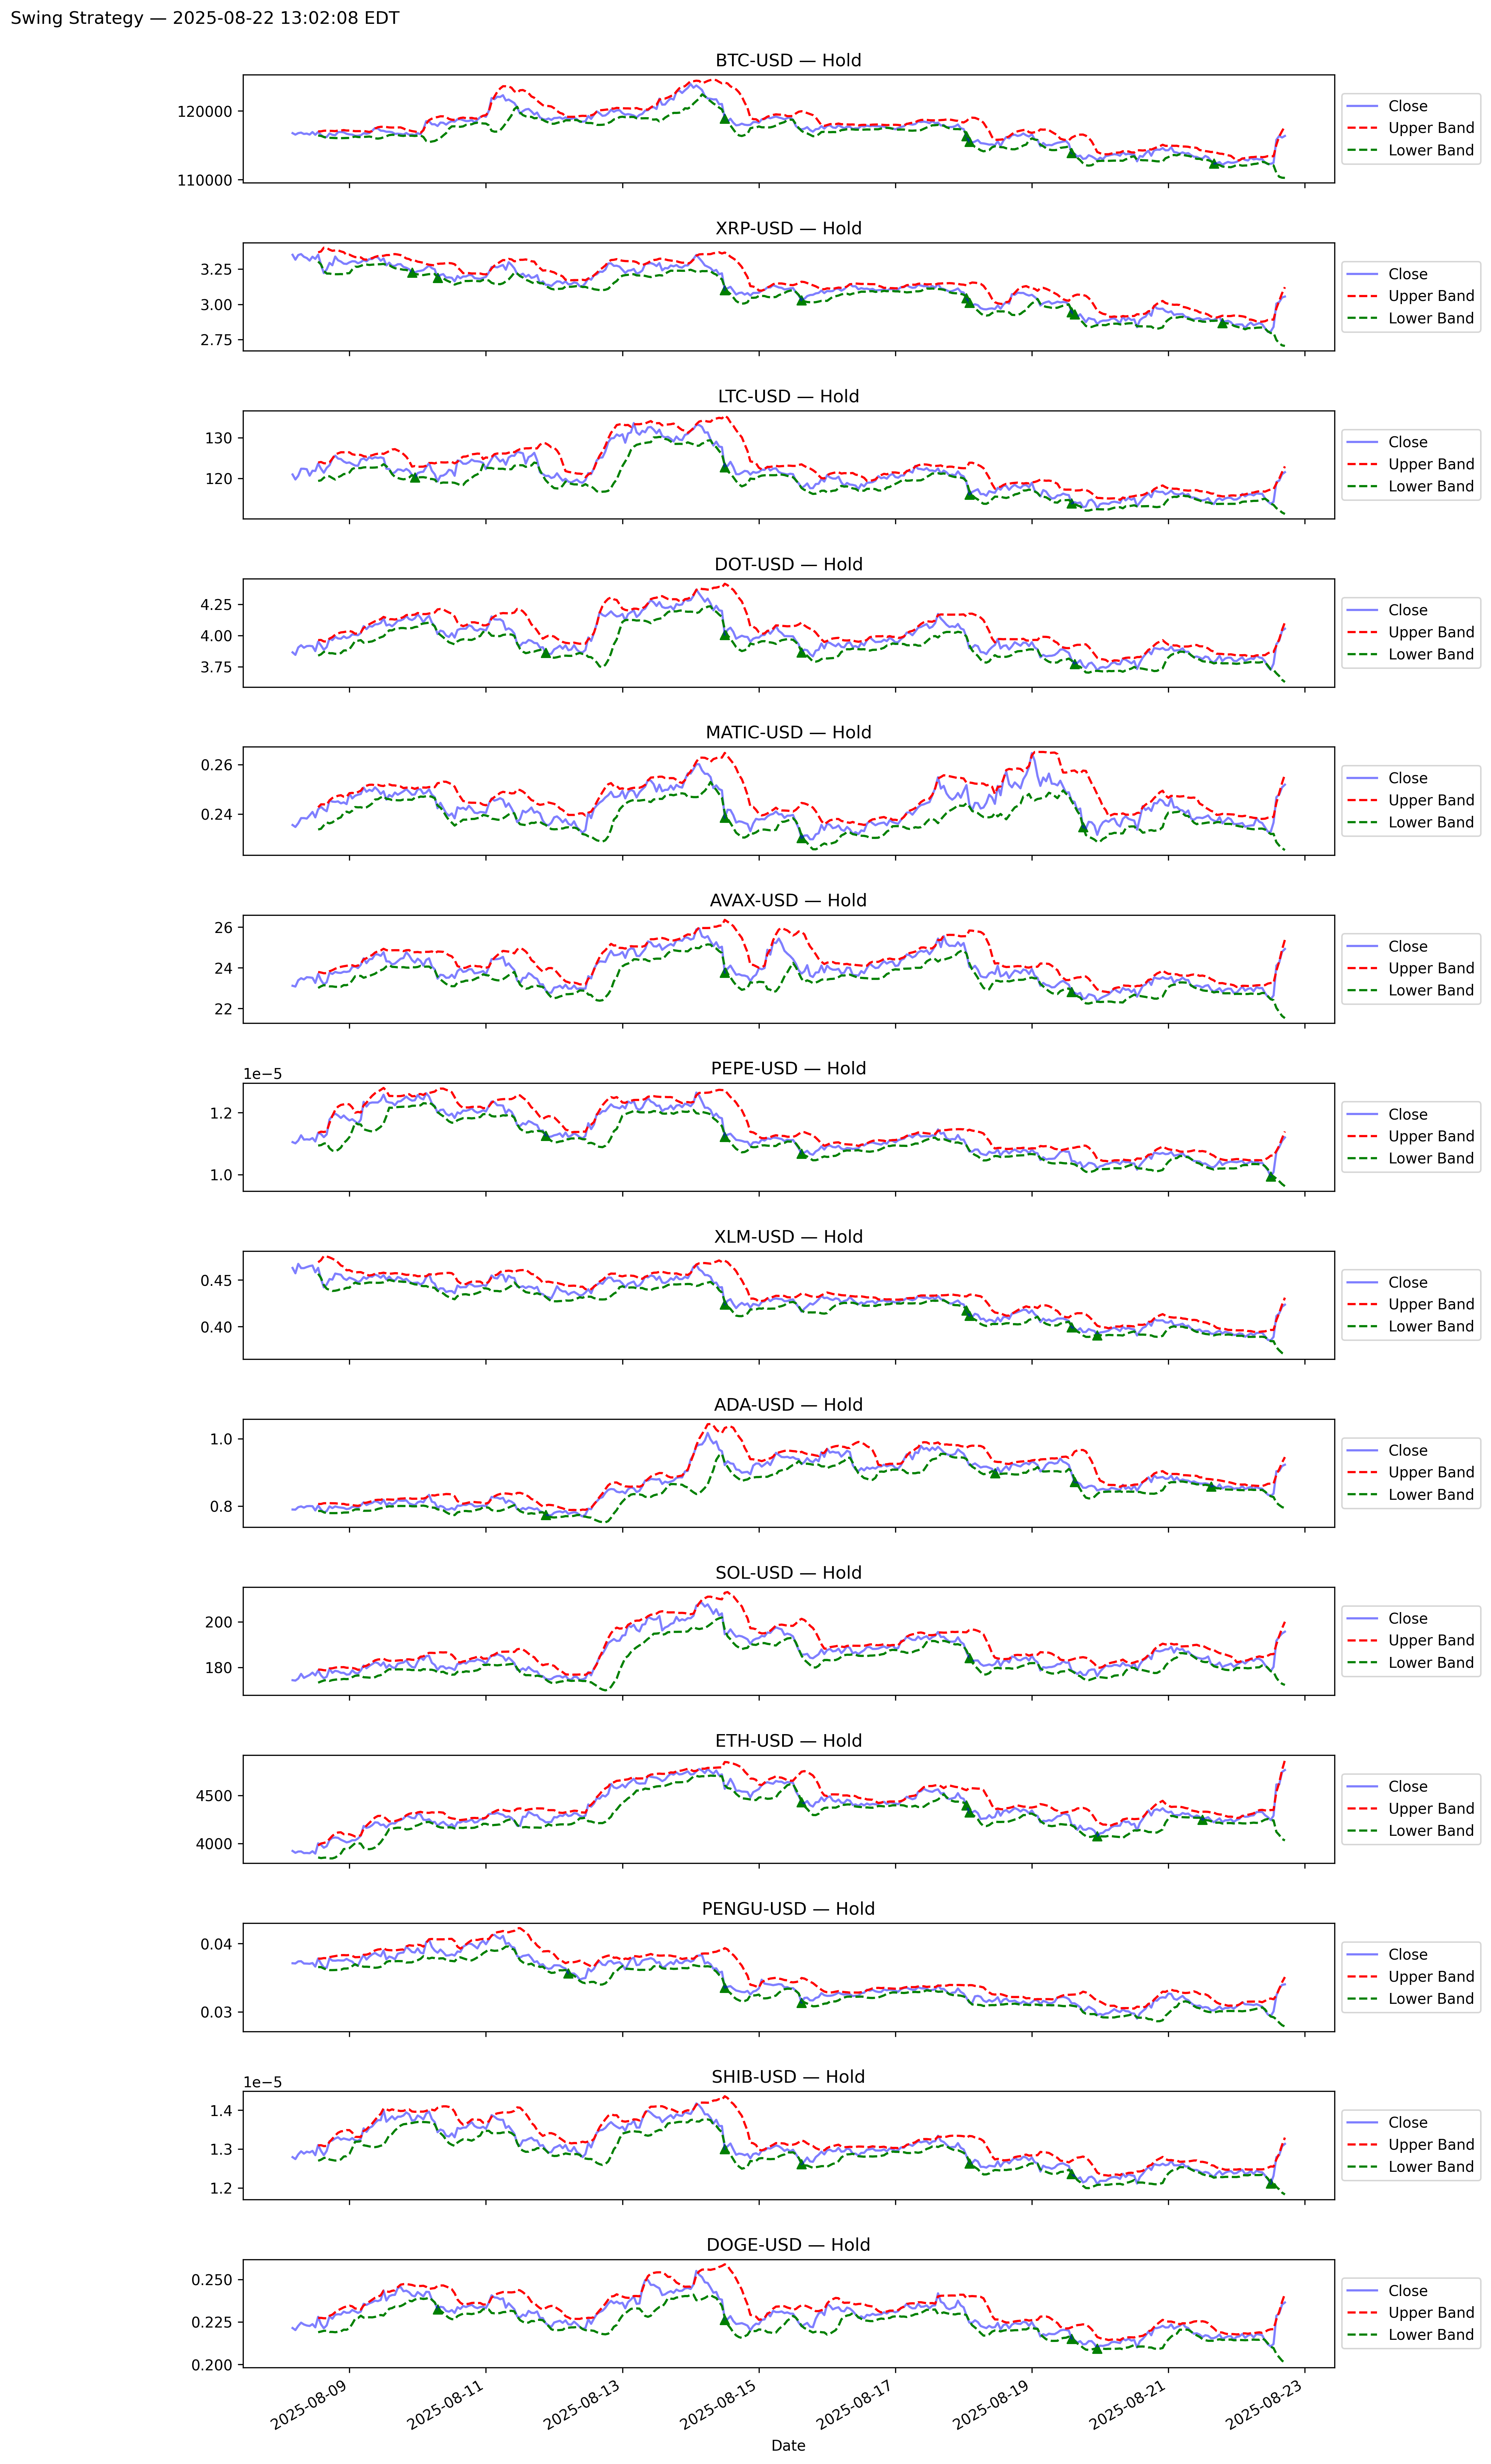 Swing Strategy — 2025-08-22 13:02:08 EDT
BTC-USD — Hold
120000
110000
Close
Upper Band
Lower Band
XRP-USD — Hold
3.25
3.00
2.75
Close
Upper Band
Lower Band
LTC-USD — Hold
130
120
Close
Upper Band
Lower Band
DOT-USD — Hold
4.25
4.00
3.75
Close
Upper Band
Lower Band
MATIC-USD — Hold
0.26
0.24
Close
Upper Band
Lower Band
AVAX-USD — Hold
26
24
22
Close
Upper Band
Lower Band
PEPE-USD — Hold
1e−5
1.2
1.0
Close
Upper Band
Lower Band
XLM-USD — Hold
0.45
0.40
Close
Upper Band
Lower Band
ADA-USD — Hold
1.0
0.8
Close
Upper Band
Lower Band
SOL-USD — Hold
200
180
Close
Upper Band
Lower Band
ETH-USD — Hold
4500
4000
Close
Upper Band
Lower Band
PENGU-USD — Hold
0.04
0.03
Close
Upper Band
Lower Band
SHIB-USD — Hold
1e−5
1.4
1.3
1.2
Close
Upper Band
Lower Band
DOGE-USD — Hold
0.250
0.225
0.200
Close
Upper Band
Lower Band
2025-08-09
2025-08-11
2025-08-13
2025-08-15
2025-08-17
2025-08-19
2025-08-21
2025-08-23
Date